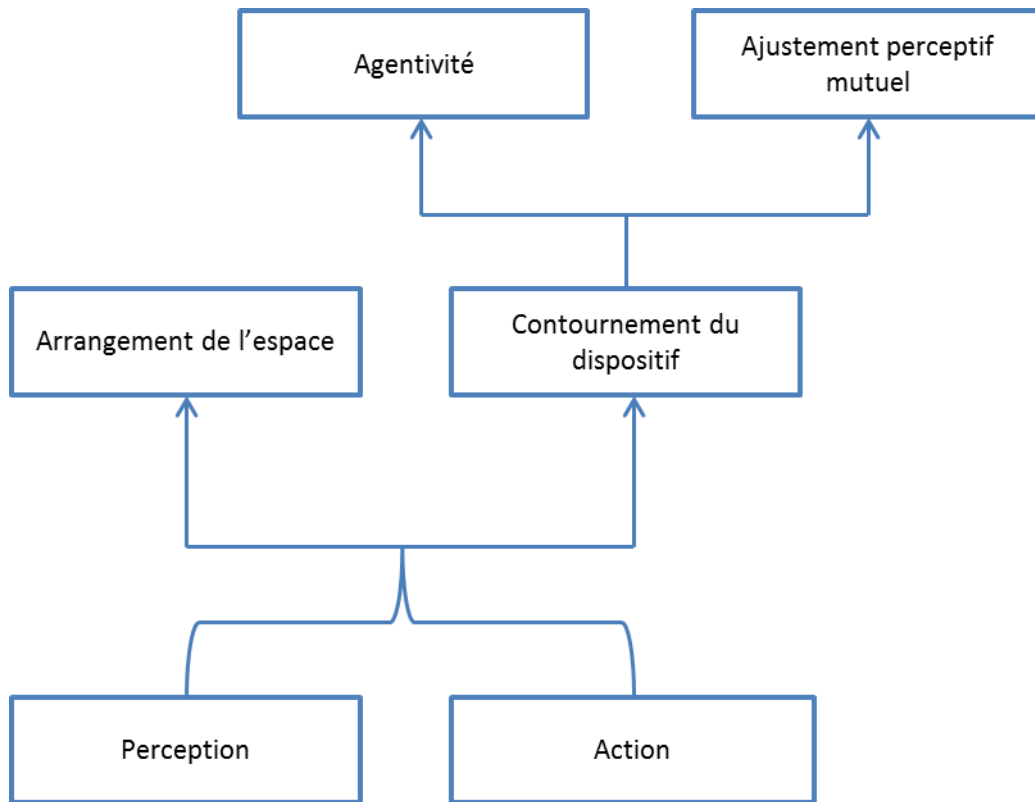 Agentivité
Ajustement perceptif
mutuel
Arrangement de l’espace
Contournement du
dispositif
Perception
Action